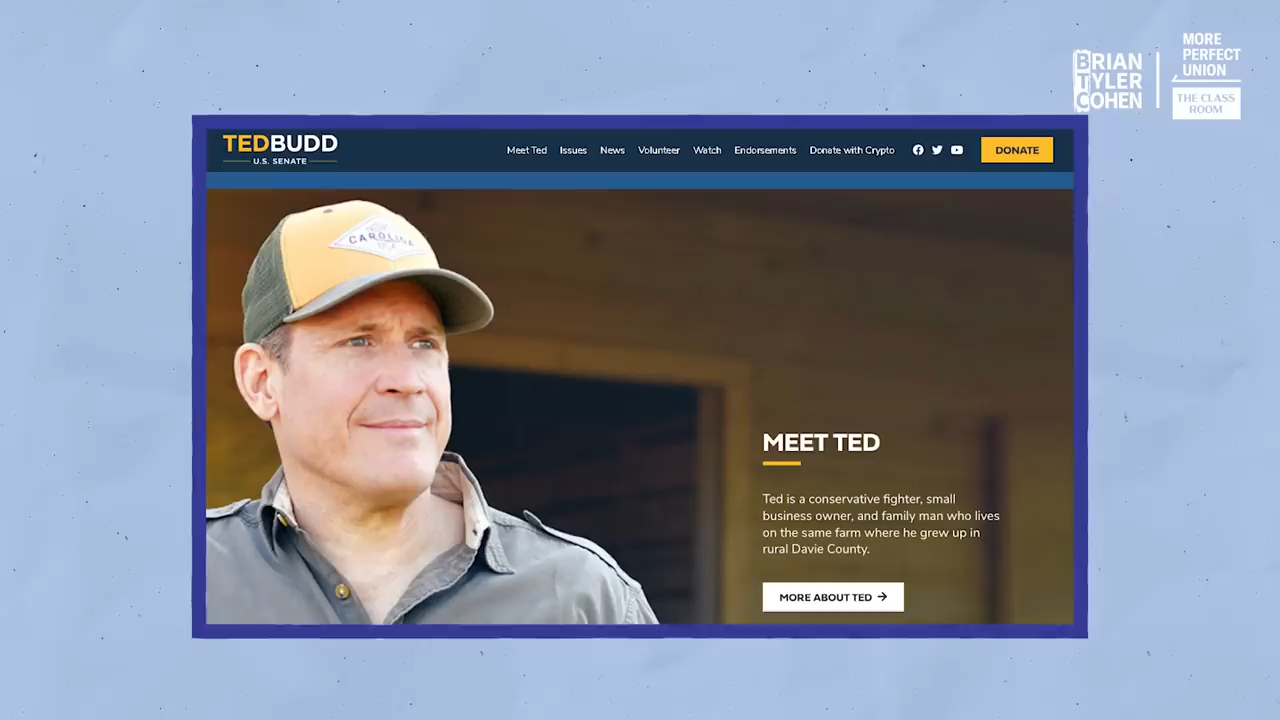 BRIAN
TYLER
COHEN
MORE
PERFECT
UNION
THE CLASS
ROOM
TEDBUDD
U.S. SENATE
Meet Ted Issues News Volunteer Watch Endorsements Donate with Crypto
DONATE
CAROLINA
MEET TED
Ted is a conservative fighter, small
business owner, and family man who lives
on the same farm where he grew up in
rural Davie County.
MORE ABOUT TED →